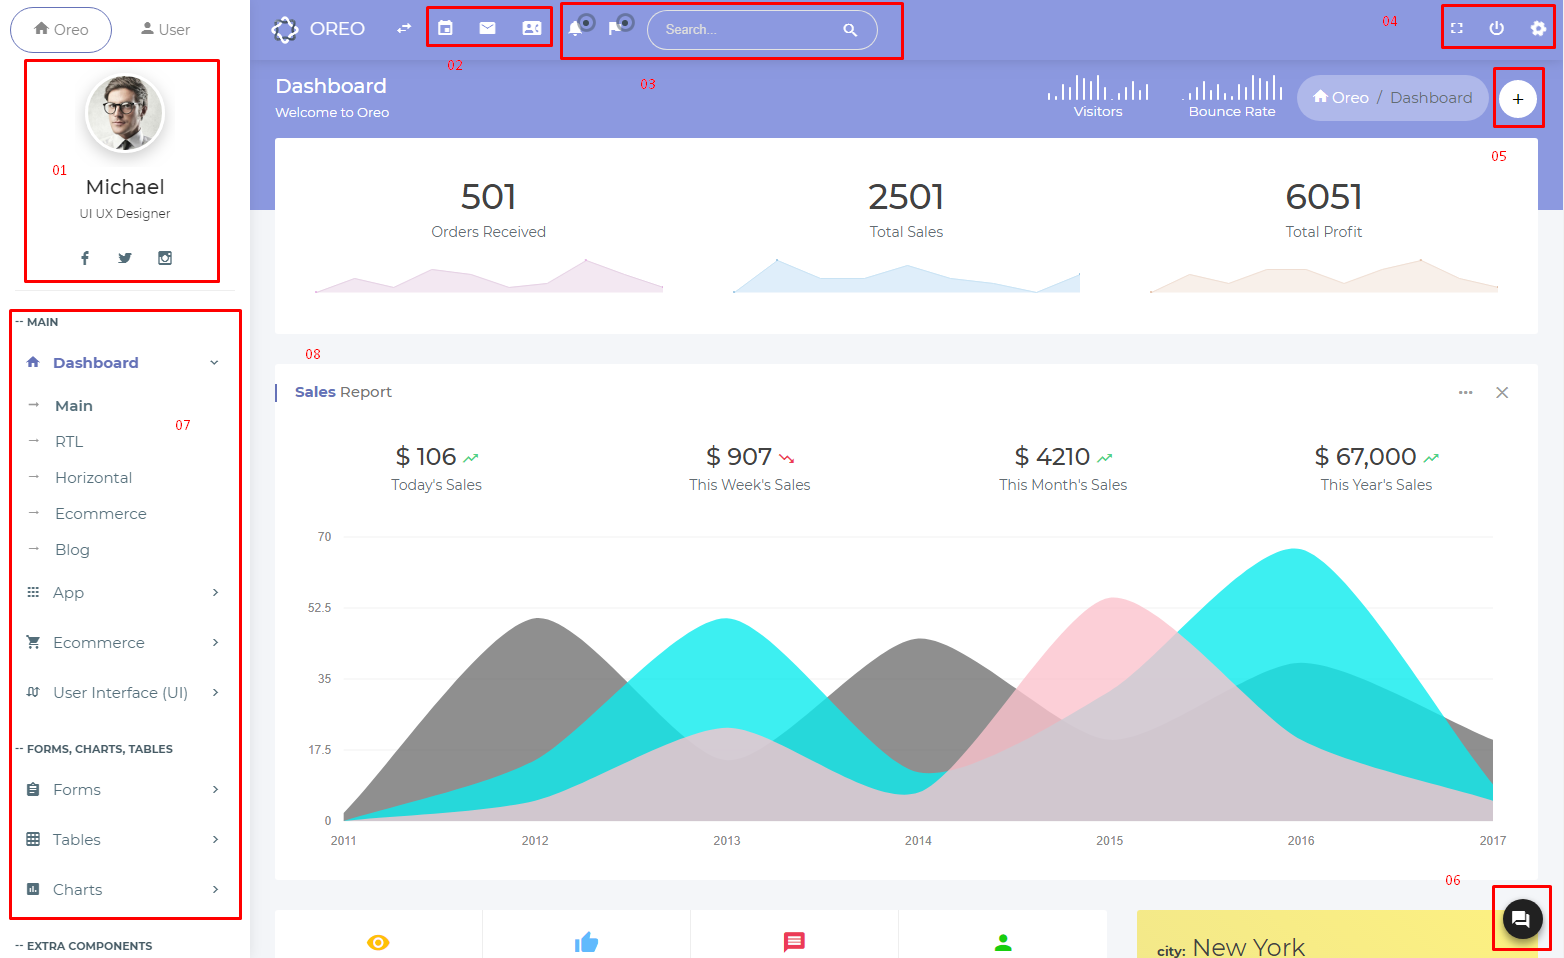 Oreo
User
01
Michael
UI UX Designer
-- MAIN
Dashboard
Main
07
RTL
Horizontal
Ecommerce
Blog
App
Ecommerce
User Interface (UI)
-- FORMS, CHARTS, TABLES
Forms
Tables
Charts
-- EXTRA COMPONENTS
OREO
02
03
Search...
04
Dashboard
Welcome to Oreo
Visitors
Bounce Rate
Oreo / Dashboard
05
501
Orders Received
2501
Total Sales
6051
Total Profit
08
Sales Report
$ 106
Today's Sales
$ 907
This Week's Sales
$ 4210
This Month's Sales
$ 67,000
This Year's Sales
70
52.5
35
17.5
0
2011 2012 2013 2014 2015 2016 2017
06
city: New York